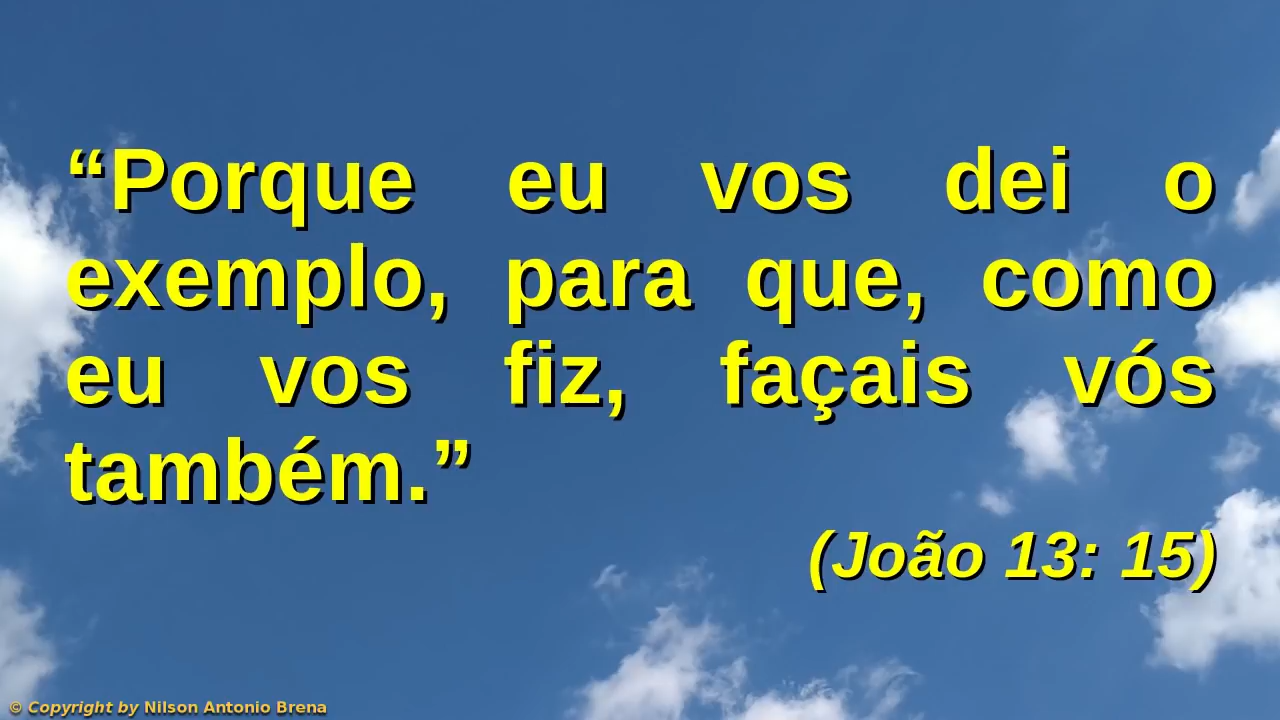 “Porque eu vos dei o
exemplo, para que, como
eu vos fiz, façais vós
também.”
(João 13: 15)
© Copyright by Nilson Antonio Brena